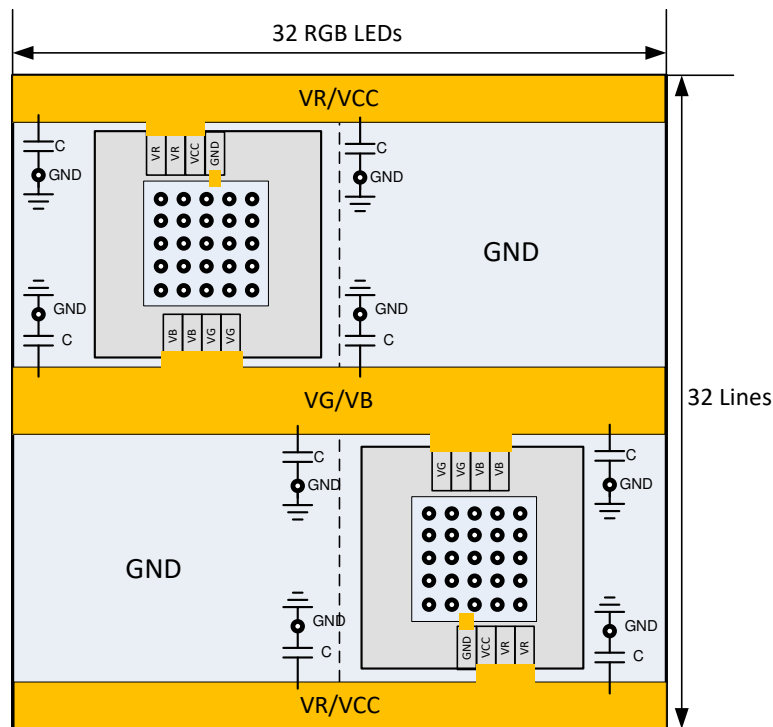 32 RGB LEDs
VR/VCC
C
GND
VR
VR
VCC
GND
C
GND
GND
GND
C
VB
VB
VG
VG
GND
C
VG/VB
32 Lines
C
GND
VG
VG
VB
VB
C
GND
GND
GND
C
GND
VCC
VR
VR
GND
C
VR/VCC